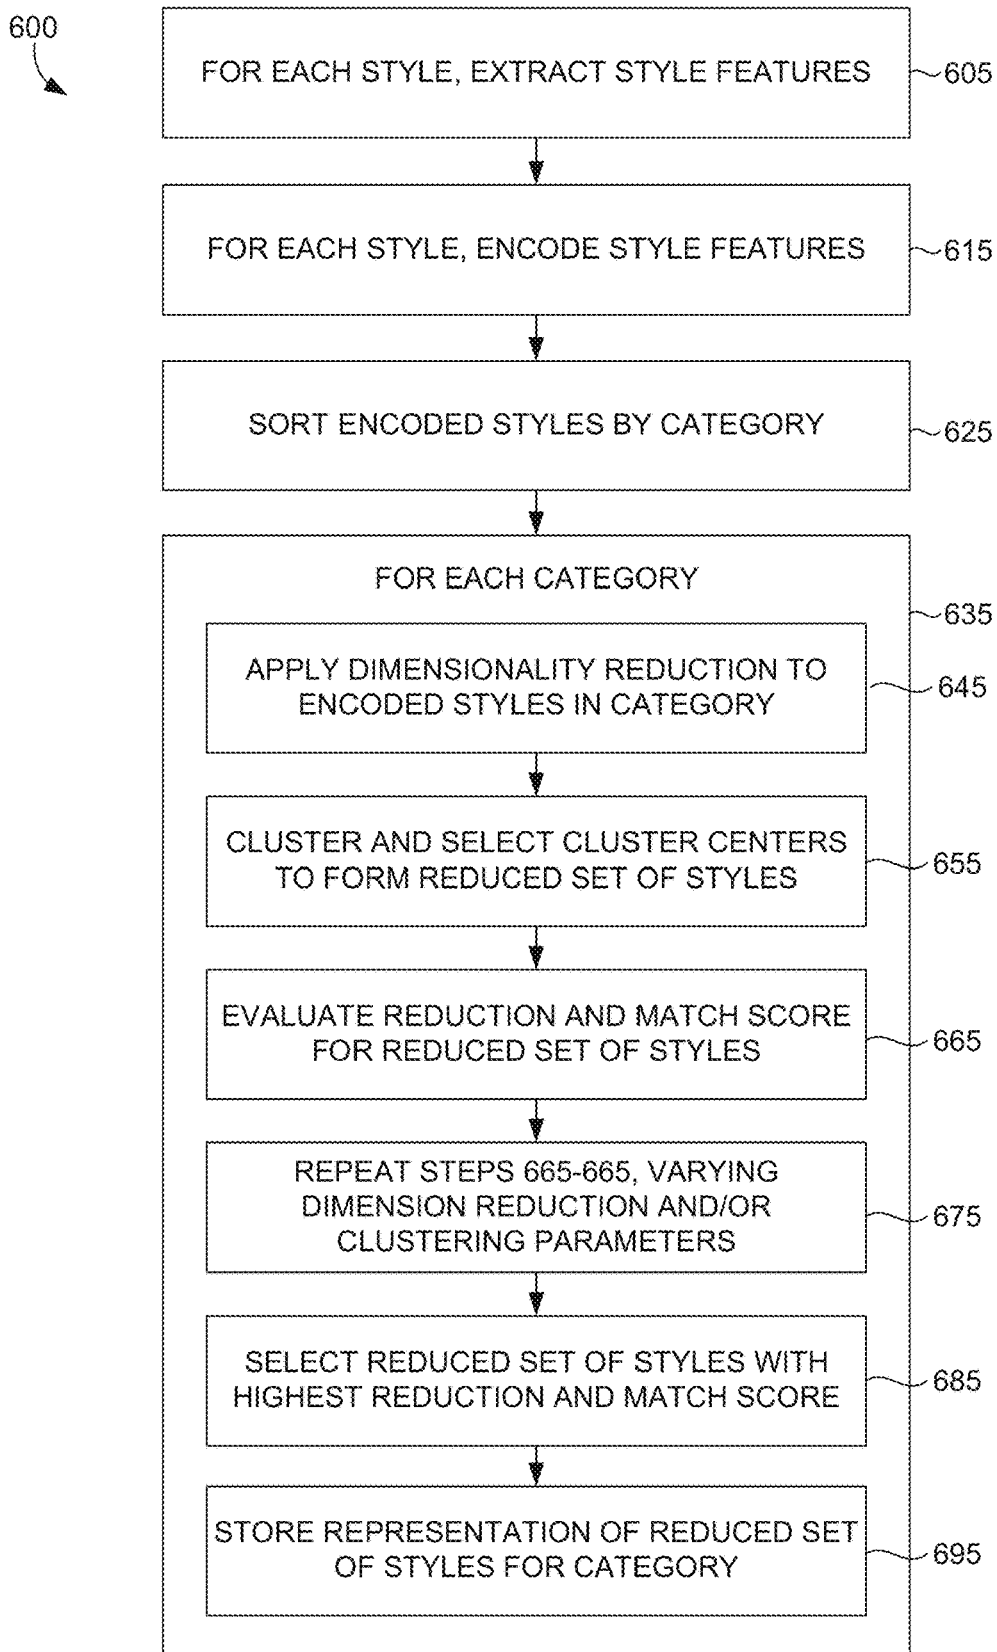 600
FOR EACH STYLE, EXTRACT STYLE FEATURES
605
FOR EACH STYLE, ENCODE STYLE FEATURES
615
SORT ENCODED STYLES BY CATEGORY
625
FOR EACH CATEGORY
635
APPLY DIMENSIONALITY REDUCTION TO
ENCODED STYLES IN CATEGORY
645
CLUSTER AND SELECT CLUSTER CENTERS
TO FORM REDUCED SET OF STYLES
655
EVALUATE REDUCTION AND MATCH SCORE
FOR REDUCED SET OF STYLES
665
REPEAT STEPS 665-665, VARYING
DIMENSION REDUCTION AND/OR
CLUSTERING PARAMETERS
675
SELECT REDUCED SET OF STYLES WITH
HIGHEST REDUCTION AND MATCH SCORE
685
STORE REPRESENTATION OF REDUCED SET
OF STYLES FOR CATEGORY
695